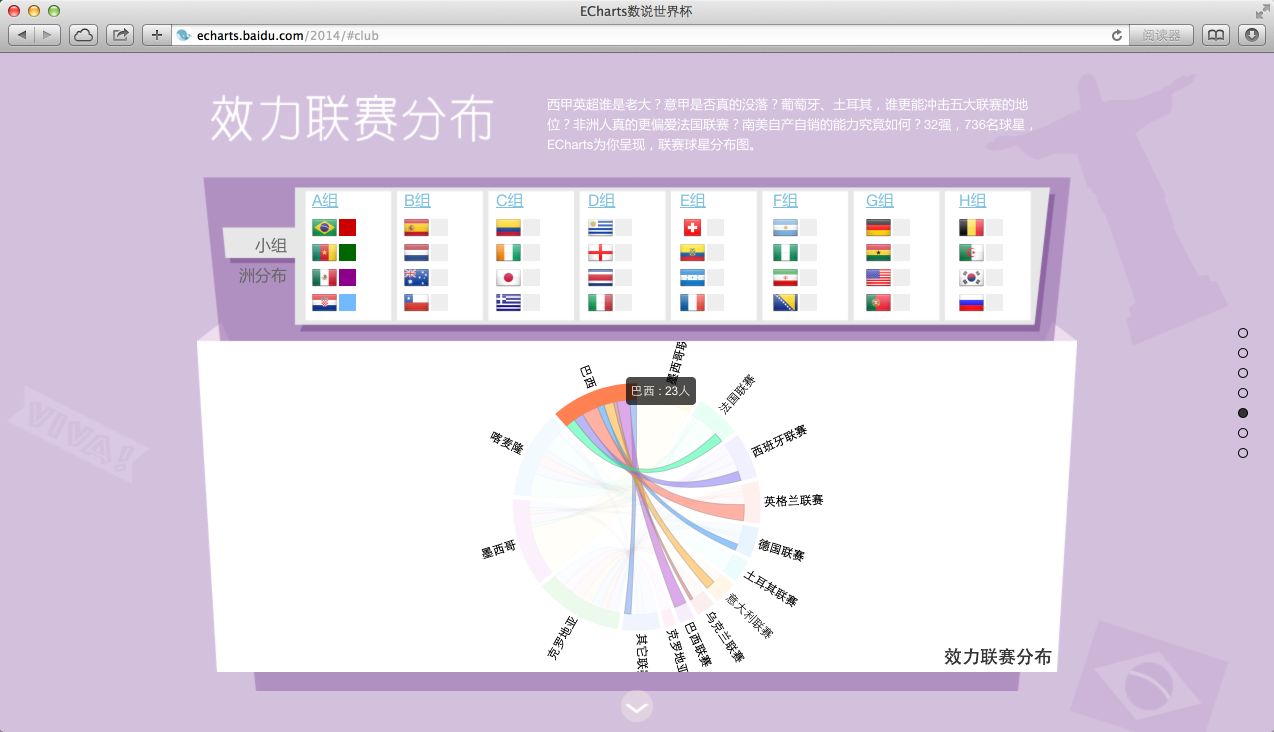 ECharts数说世界杯
echarts.baidu.com/2014/#club
阅读器
效力联赛分布
西甲英超谁是老大？意甲是否真的没落？葡萄牙、土耳其，谁更能冲击五大联赛的地
位？非洲人真的更偏爱法国联赛？南美自产自销的能力究竟如何？32强，736名球星，
ECharts为你呈现，联赛球星分布图。
A组
B组
C组
D组
E组
F组
G组
H组
小组
洲分布
巴西
墨西哥联
巴西 : 23人
法国联赛
西班牙联赛
喀麦隆
英格兰联赛
德国联赛
墨西哥
土耳其联赛
意大利联赛
乌克兰联赛
巴西联赛
克罗地亚
其它联
克罗地亚
效力联赛分布
VIVA!